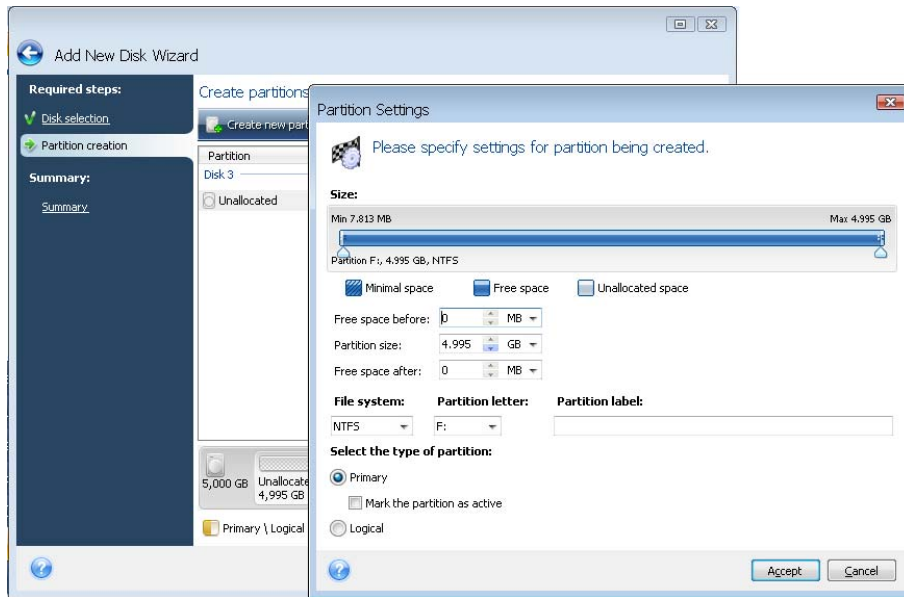 Add New Disk Wizard
Required steps:
Disk selection
Partition creation
Summary:
Summary
Create partitions
Create new part
Partition
Disk 3
Unallocated
5,000 GB
Unallocate
4,995 GB
Primary \ Logical
Partition Settings
Please specify settings for partition being created.
Size:
Min 7.813 MB Max 4.995 GB
Partition F:, 4.995 GB, NTFS
Minimal space Free space Unallocated space
Free space before: 0 MB
Partition size: 4.995 GB
Free space after: 0 MB
File system: Partition letter: Partition label:
NTFS F:
Select the type of partition:
Primary
Mark the partition as active
Logical
Accept Cancel